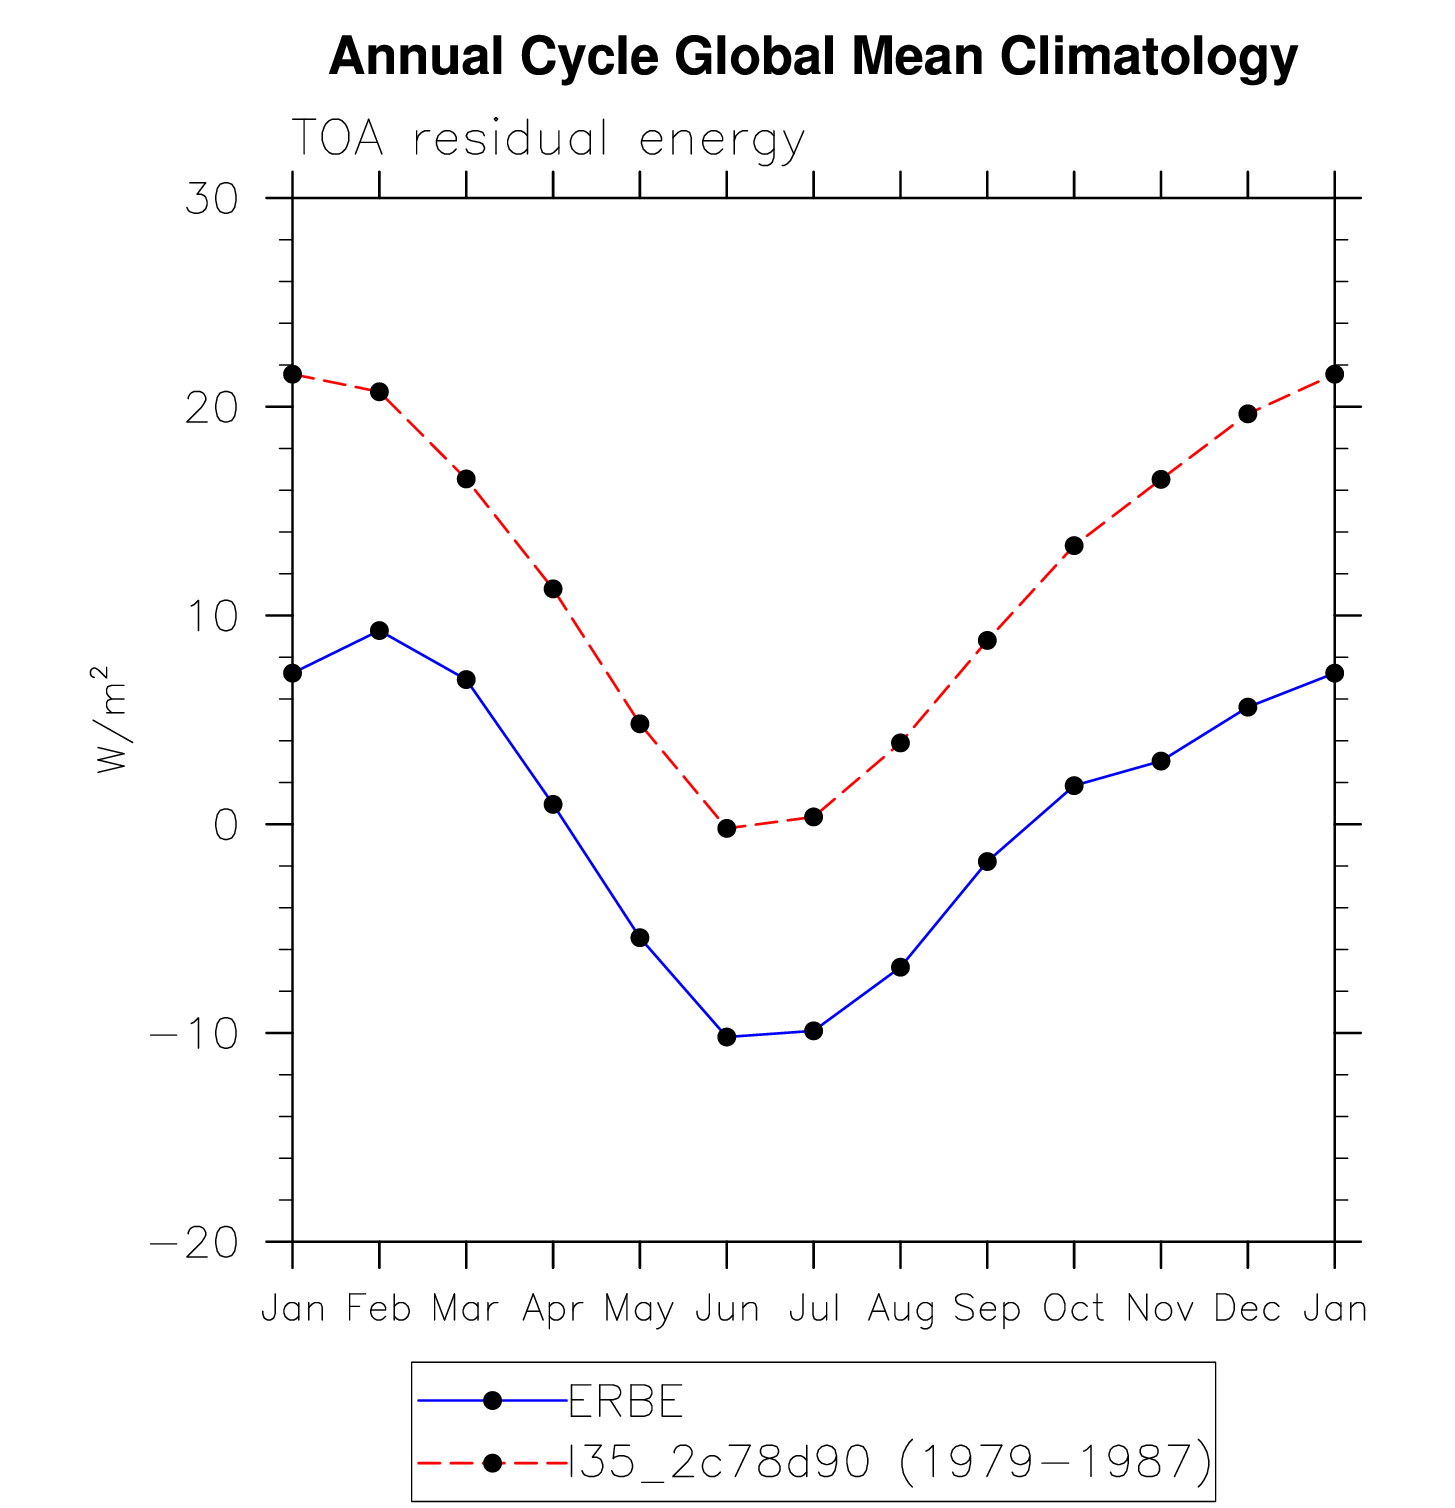 Annual Cycle Global Mean Climatology
TOA residual energy
30
20
10
0
−10
−20
W/m²
Jan Feb Mar Apr May Jun Jul Aug Sep Oct Nov Dec Jan
ERBE
I35_2c78d90 (1979−1987)